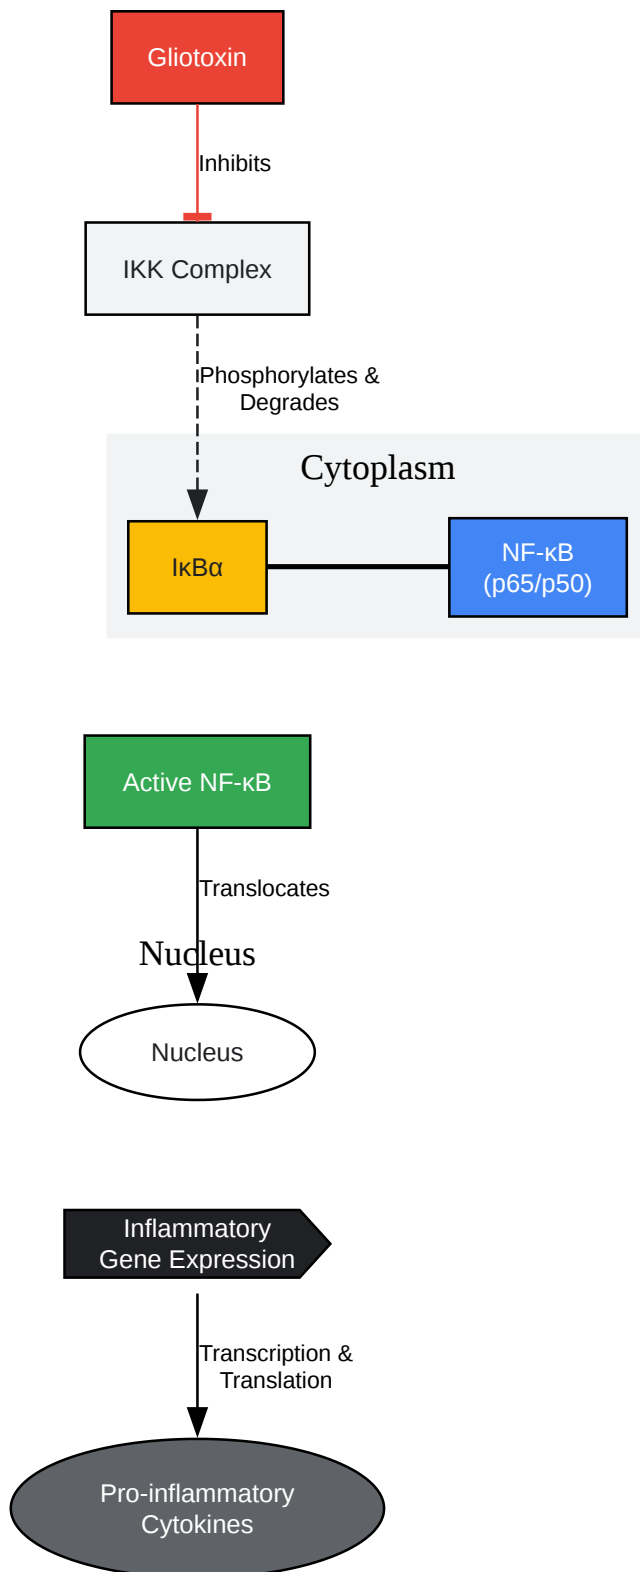 Gliotoxin
Inhibits
IKK Complex
Phosphorylates &
Degrades
Cytoplasm
IκBα
NF-κB
(p65/p50)
Active NF-κB
Translocates
Nucleus
Nucleus
Inflammatory
Gene Expression
Transcription &
Translation
Pro-inflammatory
Cytokines